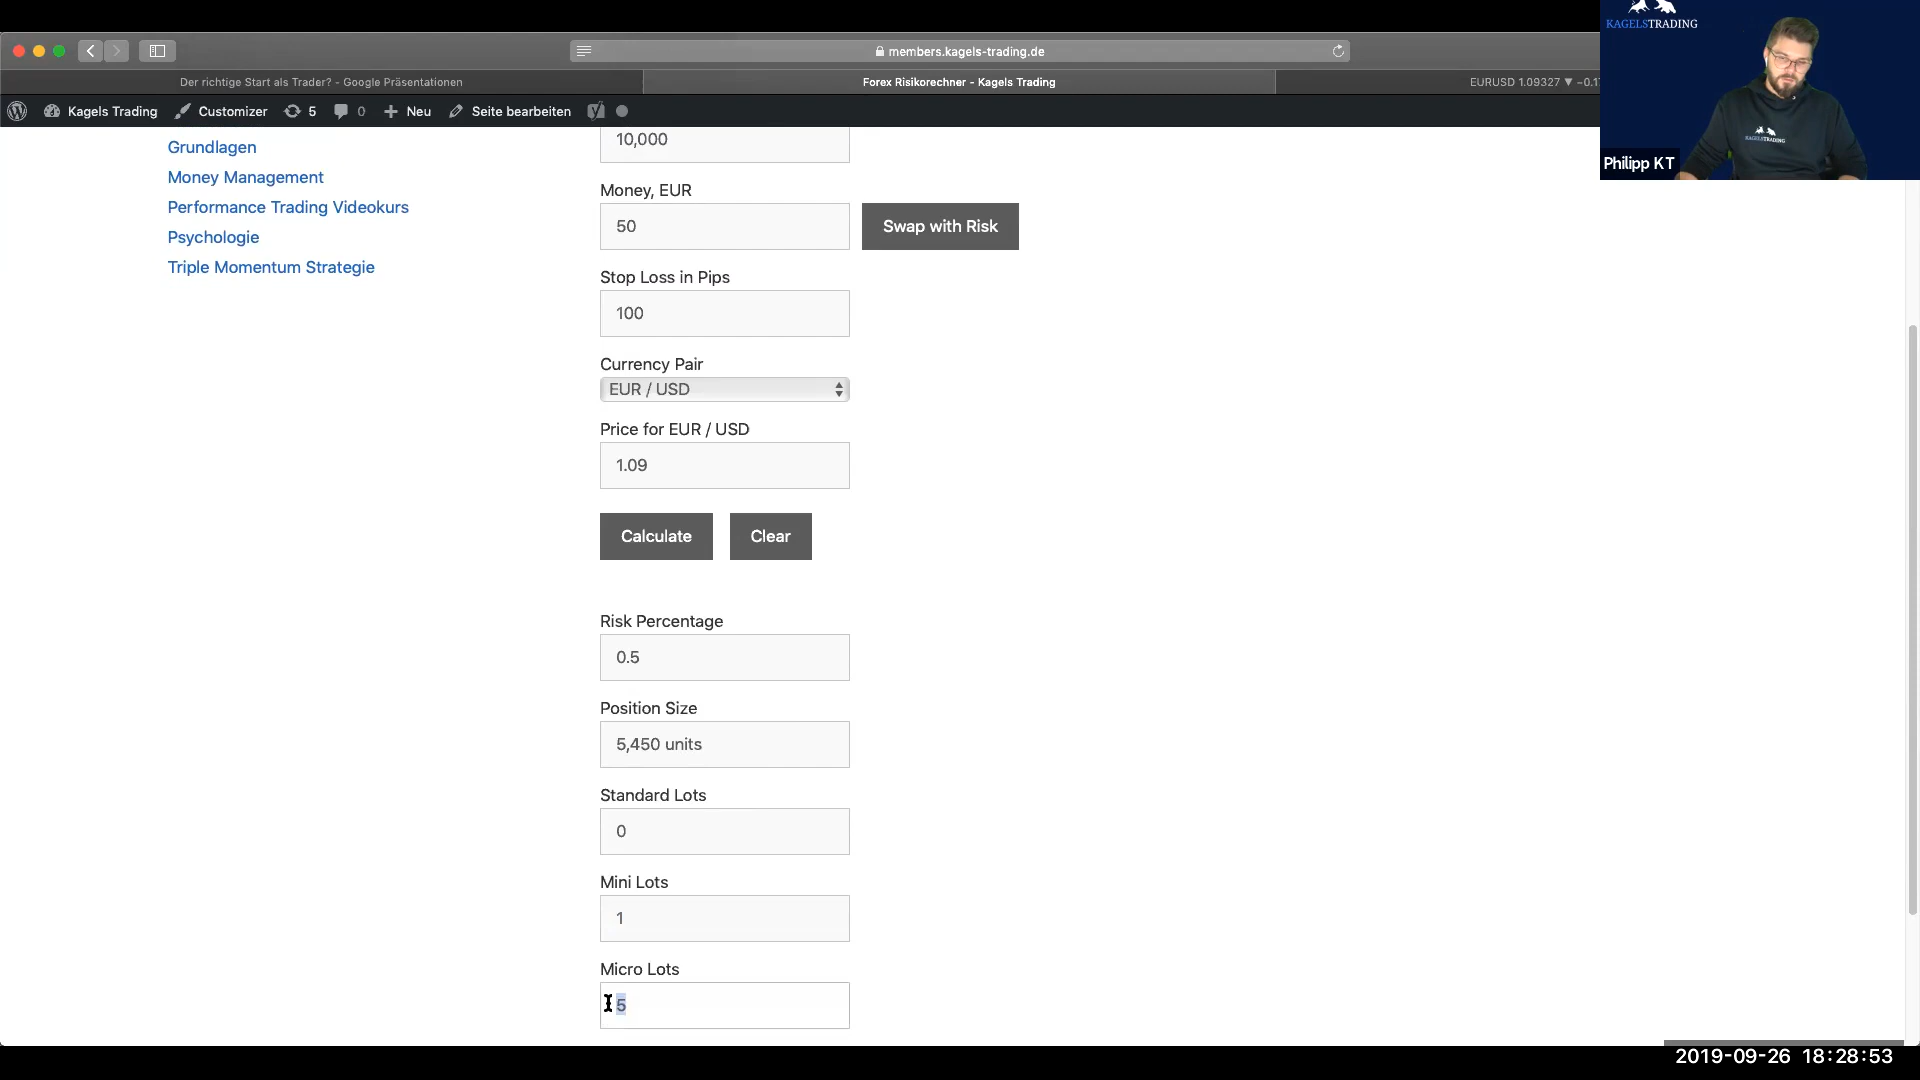 KAGELSTRADING
members.kagels-trading.de
Der richtige Start als Trader? - Google Präsentationen
Forex Risikorechner - Kagels Trading
EURUSD 1.09327 ▼ −0.1
Kagels Trading
Customizer
5
0
Neu
Seite bearbeiten
KAGELSTRADING
Philipp KT
Grundlagen
Money Management
Performance Trading Videokurs
Psychologie
Triple Momentum Strategie
10,000
Money, EUR
50
Swap with Risk
Stop Loss in Pips
100
Currency Pair
EUR / USD
Price for EUR / USD
1.09
Calculate
Clear
Risk Percentage
0.5
Position Size
5,450 units
Standard Lots
0
Mini Lots
1
Micro Lots
5
2019-09-26 18:28:53